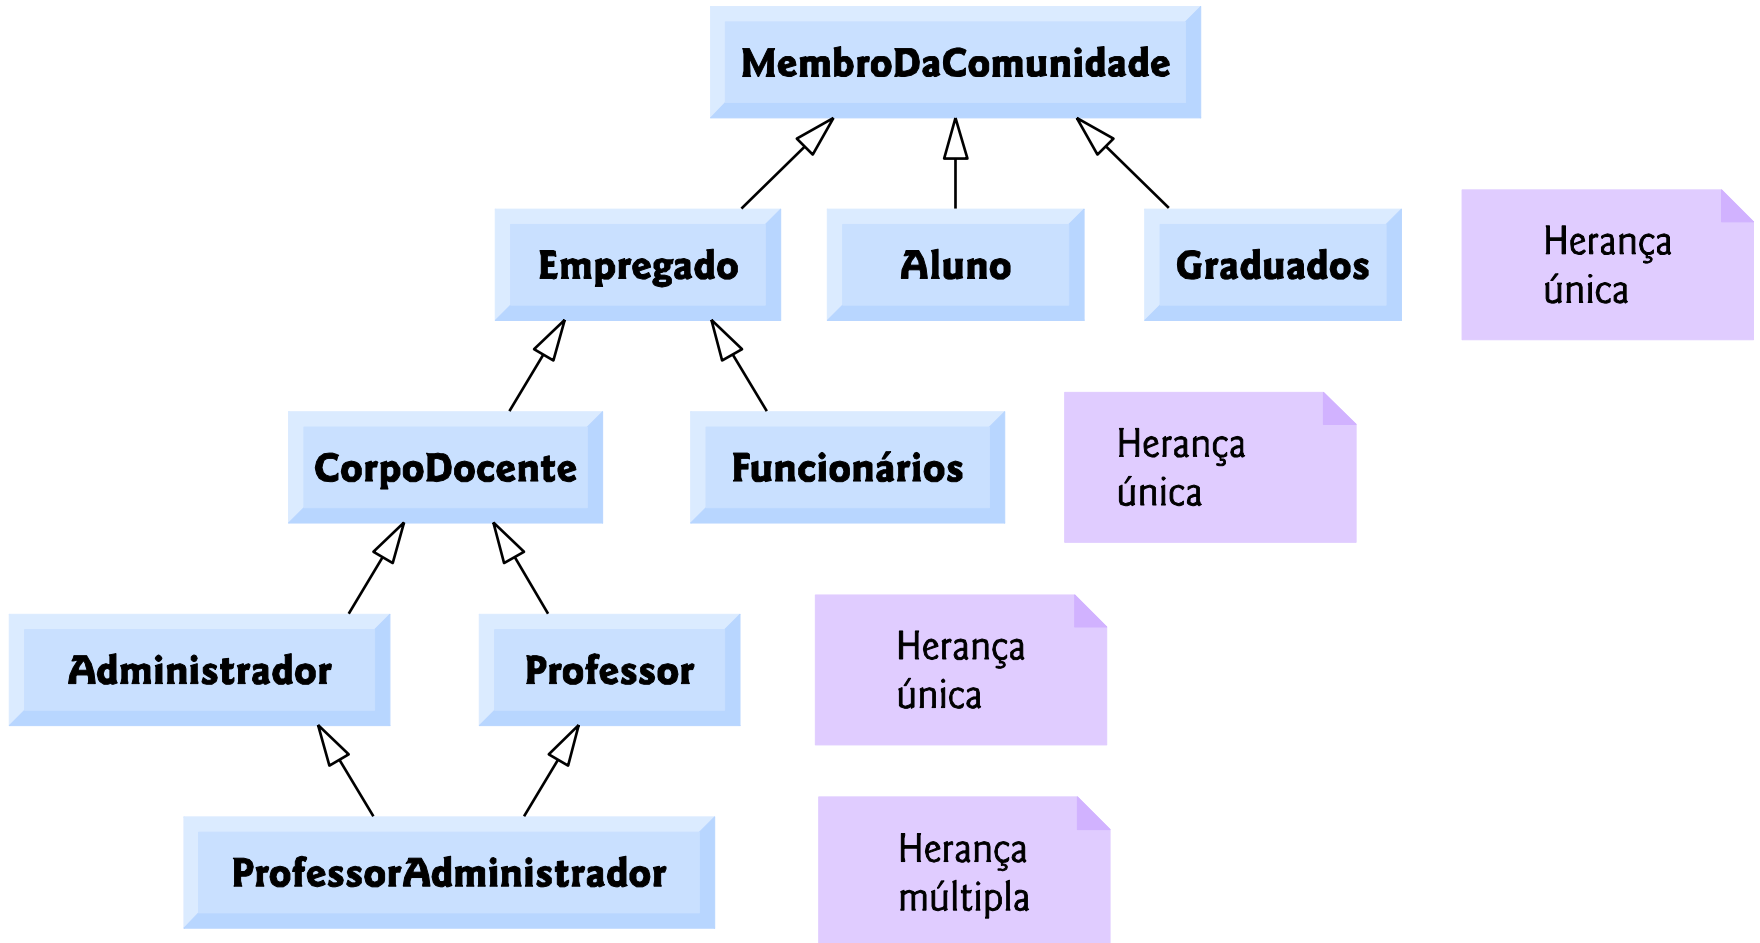 MembroDaComunidade
Empregado
Aluno
Graduados
Herança
única
CorpoDocente
Funcionários
Herança
única
Administrador
Professor
Herança
única
ProfessorAdministrador
Herança
múltipla